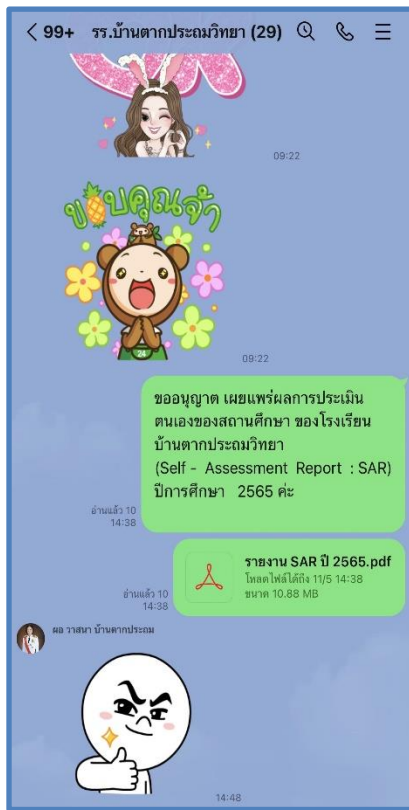 99+ รร.บ้านตากประถมวิทยา (29)
OK
09:22
ขอบคุณจ้า
24
09:22
ขออนุญาต เผยแพร่ผลการประเมิน
ตนเองของสถานศึกษา ของโรงเรียน
บ้านตากประถมวิทยา
(Self - Assessment Report : SAR)
ปีการศึกษา 2565 ค่ะ
อ่านแล้ว 10
14:38
รายงาน SAR ปี 2565.pdf
โหลดไฟล์ได้ถึง 11/5 14:38
ขนาด 10.88 MB
อ่านแล้ว 10
14:38
ผอ วาสนา บ้านตากประถม
14:48